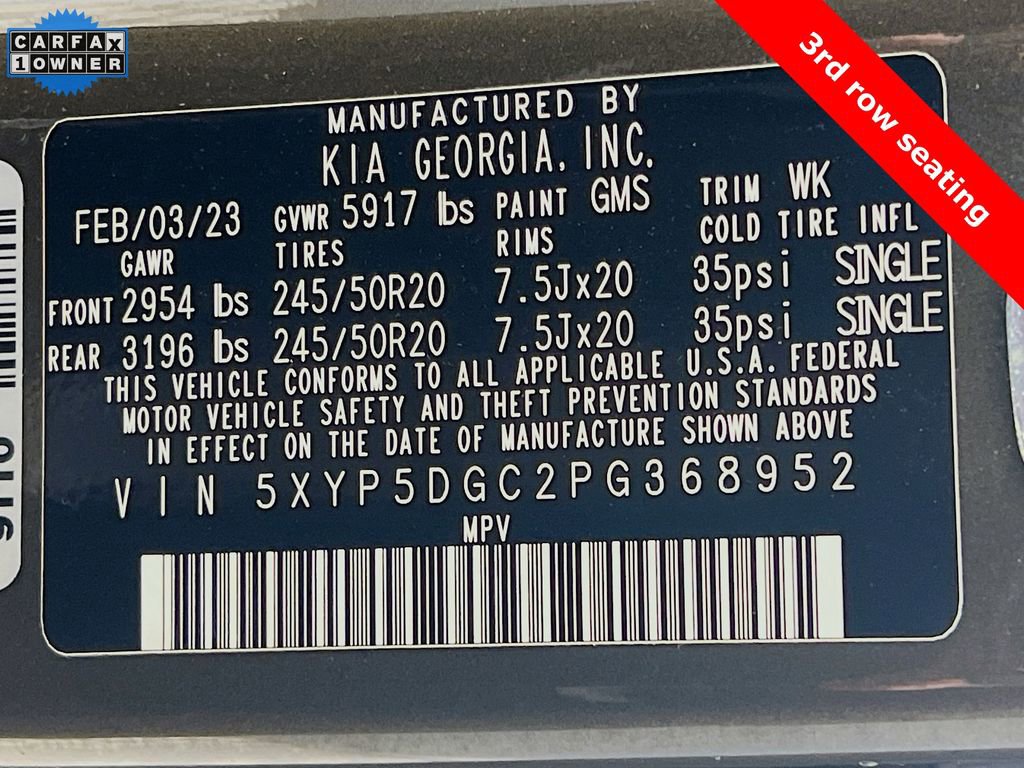 CARFAX
1 OWNER
3rd row seating
MANUFACTURED BY
KIA GEORGIA, INC.
FEB/03/23 GVWR 5917 lbs PAINT GMS TRIM WK
GAWR TIRES RIMS COLD TIRE INFL
FRONT 2954 lbs 245/50R20 7.5Jx20 35psi SINGLE
REAR 3196 lbs 245/50R20 7.5Jx20 35psi SINGLE
THIS VEHICLE CONFORMS TO ALL APPLICABLE U.S.A. FEDERAL
MOTOR VEHICLE SAFETY AND THEFT PREVENTION STANDARDS
IN EFFECT ON THE DATE OF MANUFACTURE SHOWN ABOVE
VIN 5XYP5DGC2PG368952
MPV